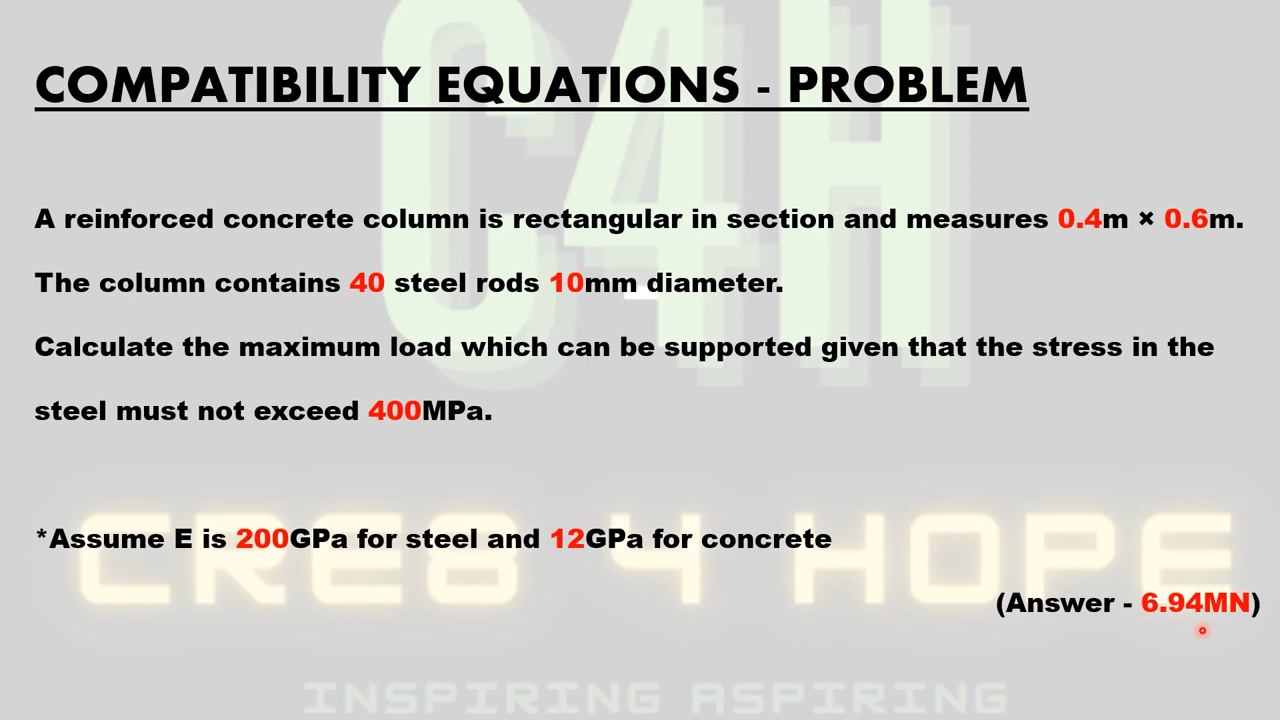 COMPATIBILITY EQUATIONS - PROBLEM
A reinforced concrete column is rectangular in section and measures 0.4m × 0.6m.
The column contains 40 steel rods 10mm diameter.
Calculate the maximum load which can be supported given that the stress in the
steel must not exceed 400MPa.
*Assume E is 200GPa for steel and 12GPa for concrete
(Answer - 6.94MN)
C4H
CRE8 4 HOPE
INSPIRING ASPIRING